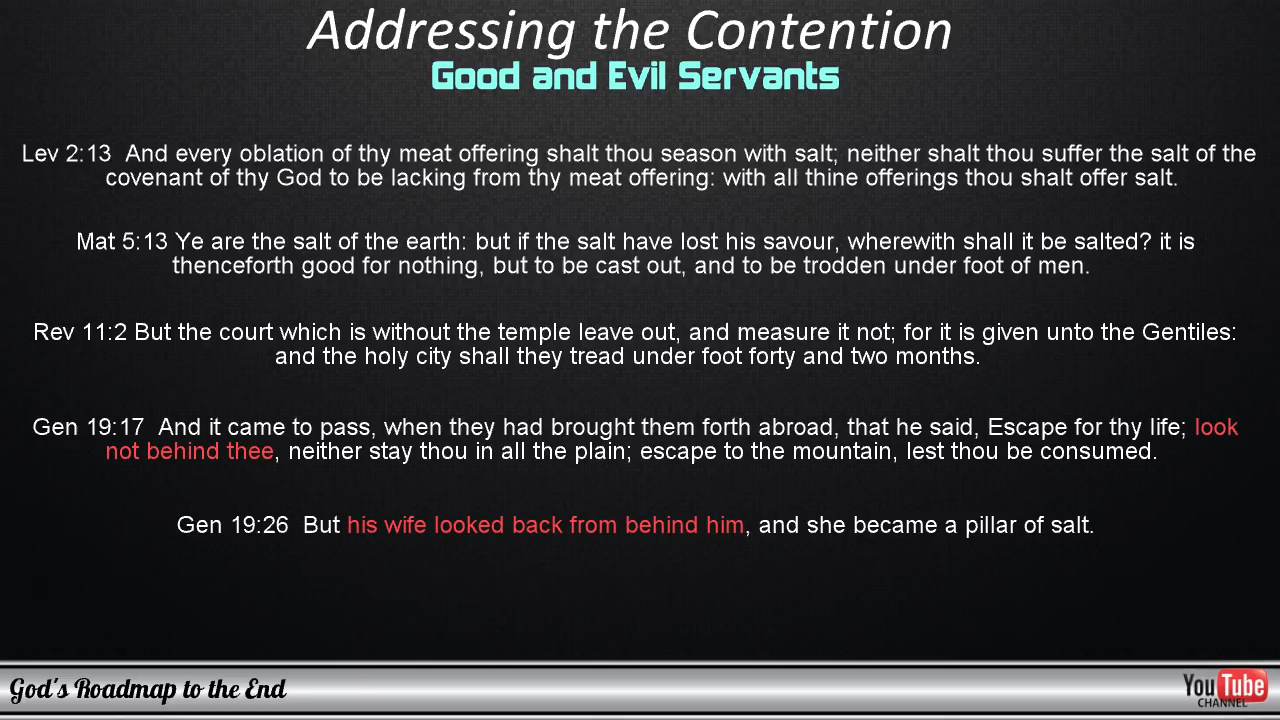 Addressing the Contention
Good and Evil Servants
Lev 2:13  And every oblation of thy meat offering shalt thou season with salt; neither shalt thou suffer the salt of the
covenant of thy God to be lacking from thy meat offering: with all thine offerings thou shalt offer salt.
Mat 5:13 Ye are the salt of the earth: but if the salt have lost his savour, wherewith shall it be salted? it is
thenceforth good for nothing, but to be cast out, and to be trodden under foot of men.
Rev 11:2 But the court which is without the temple leave out, and measure it not; for it is given unto the Gentiles:
and the holy city shall they tread under foot forty and two months.
Gen 19:17  And it came to pass, when they had brought them forth abroad, that he said, Escape for thy life; look
not behind thee, neither stay thou in all the plain; escape to the mountain, lest thou be consumed.
Gen 19:26  But his wife looked back from behind him, and she became a pillar of salt.
God's Roadmap to the End
YouTube
CHANNEL